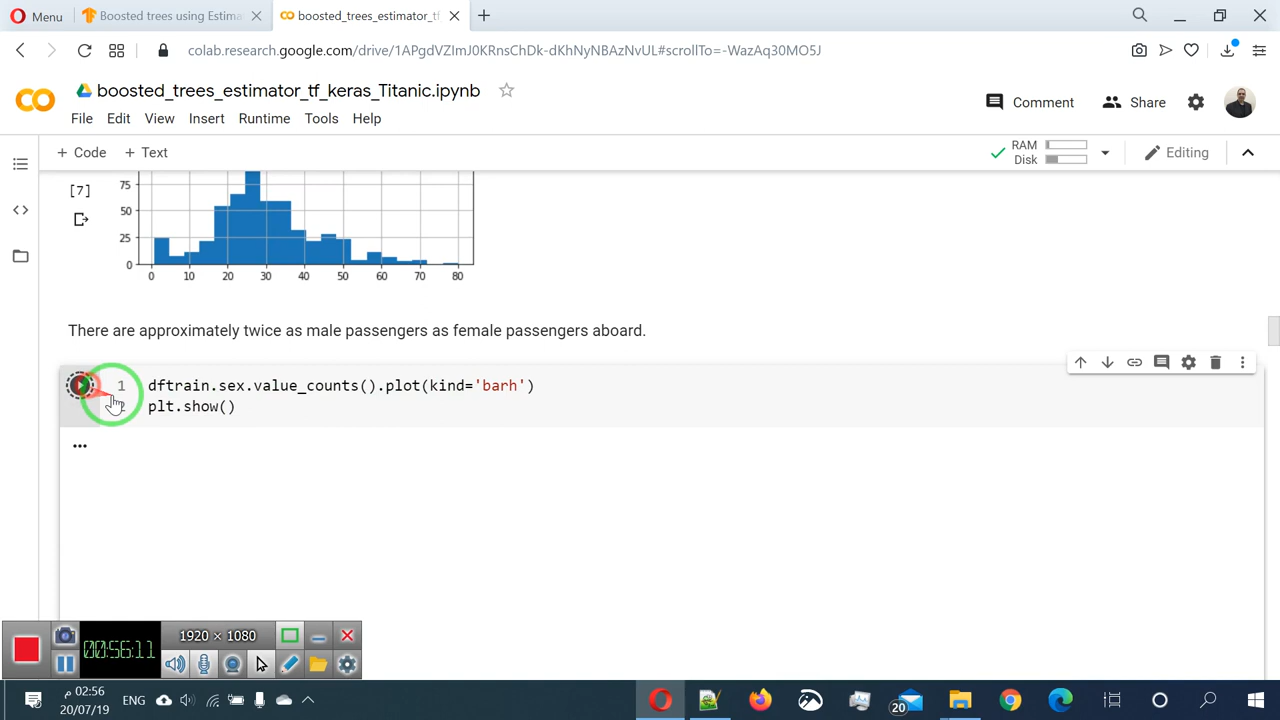 Menu
Boosted trees using Estima
boosted_trees_estimator_tf
colab.research.google.com/drive/1APgdVZImJ0KRnsChDk-dKhNyNBAzNvUL#scrollTo=-WazAq30MO5J
boosted_trees_estimator_tf_keras_Titanic.ipynb
File Edit View Insert Runtime Tools Help
Comment
Share
+ Code + Text
RAM
Disk
Editing
[7]
75
50
25
0
0 10 20 30 40 50 60 70 80
There are approximately twice as male passengers as female passengers aboard.
1 dftrain.sex.value_counts().plot(kind='barh')
plt.show()
...
1920 × 1080
00:56:11
02:56 م
20/07/19
ENG
20